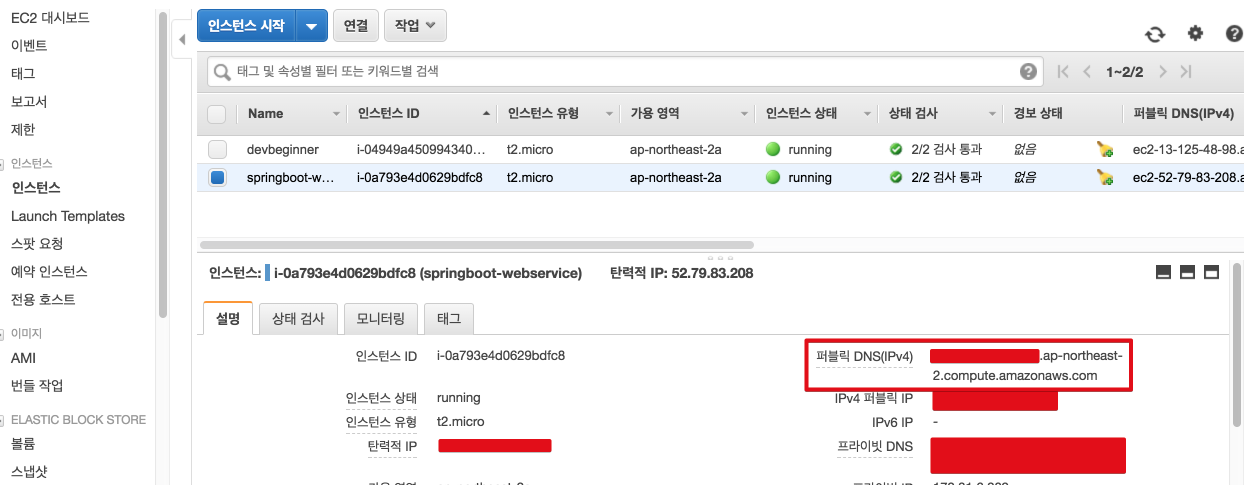 EC2 대시보드
이벤트
태그
보고서
제한
인스턴스
인스턴스
Launch Templates
스팟 요청
예약 인스턴스
전용 호스트
이미지
AMI
번들 작업
ELASTIC BLOCK STORE
볼륨
스냅샷
인스턴스 시작 연결 작업
태그 및 속성별 필터 또는 키워드별 검색 1~2/2
Name 인스턴스 ID 인스턴스 유형 가용 영역 인스턴스 상태 상태 검사 경보 상태 퍼블릭 DNS(IPv4)
devbeginner i-04949a450994340... t2.micro ap-northeast-2a running 2/2 검사 통과 없음 ec2-13-125-48-98.a
springboot-w... i-0a793e4d0629bdfc8 t2.micro ap-northeast-2a running 2/2 검사 통과 없음 ec2-52-79-83-208.a
인스턴스: i-0a793e4d0629bdfc8 (springboot-webservice) 탄력적 IP: 52.79.83.208
설명 상태 검사 모니터링 태그
인스턴스 ID i-0a793e4d0629bdfc8
인스턴스 상태 running
인스턴스 유형 t2.micro
탄력적 IP
퍼블릭 DNS(IPv4) .ap-northeast-
2.compute.amazonaws.com
IPv4 퍼블릭 IP
IPv6 IP -
프라이빗 DNS